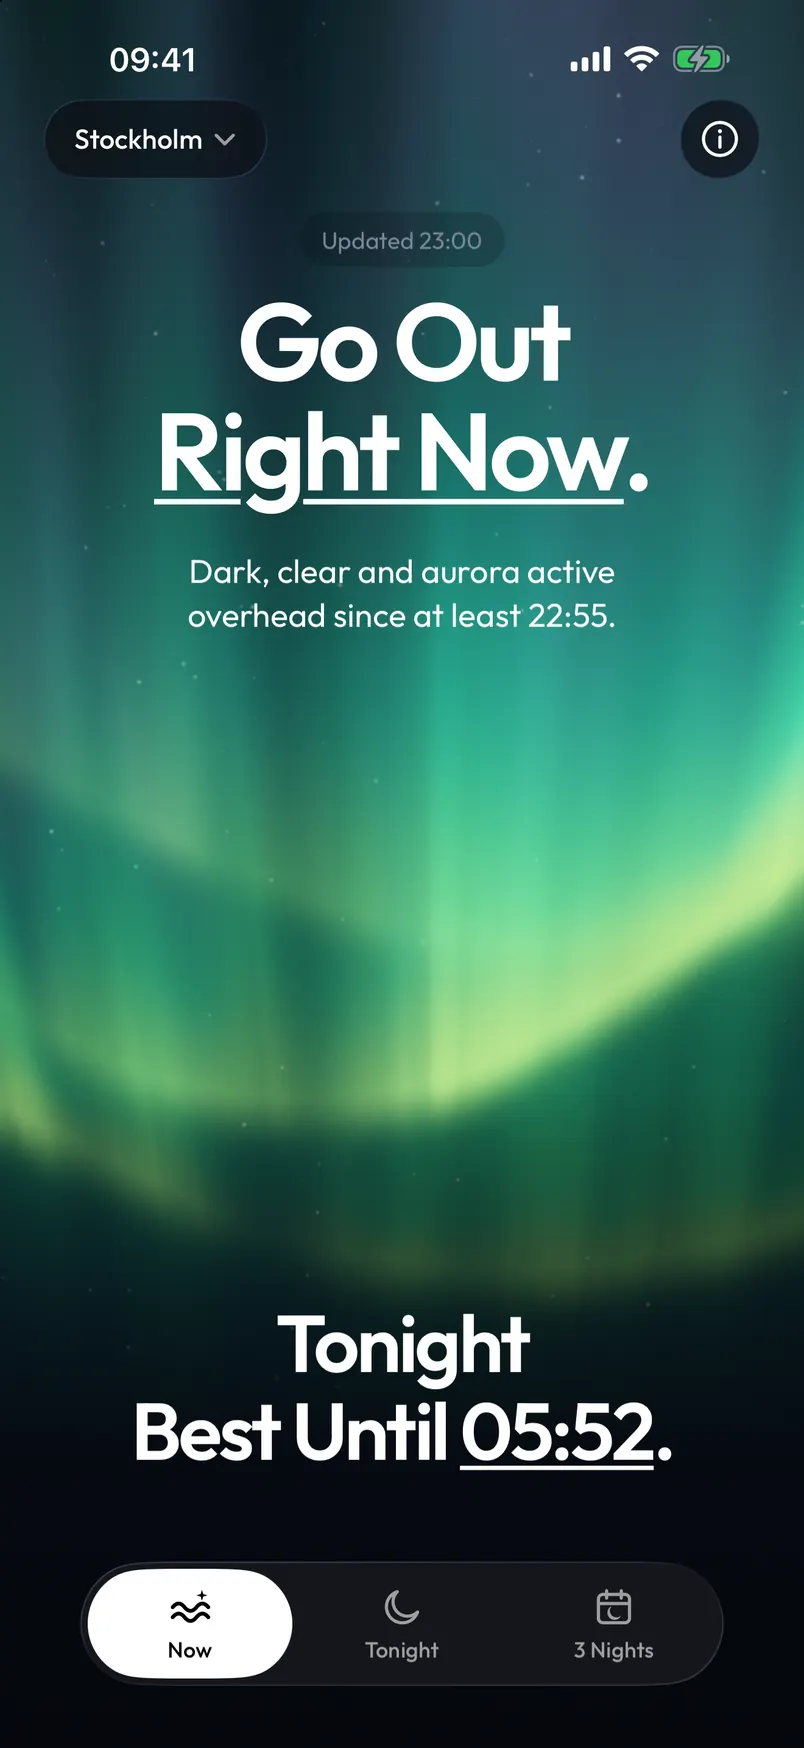 09:41
Stockholm
Updated 23:00
Go Out
Right Now.
Dark, clear and aurora active
overhead since at least 22:55.
Tonight
Best Until 05:52.
Now
Tonight
3 Nights